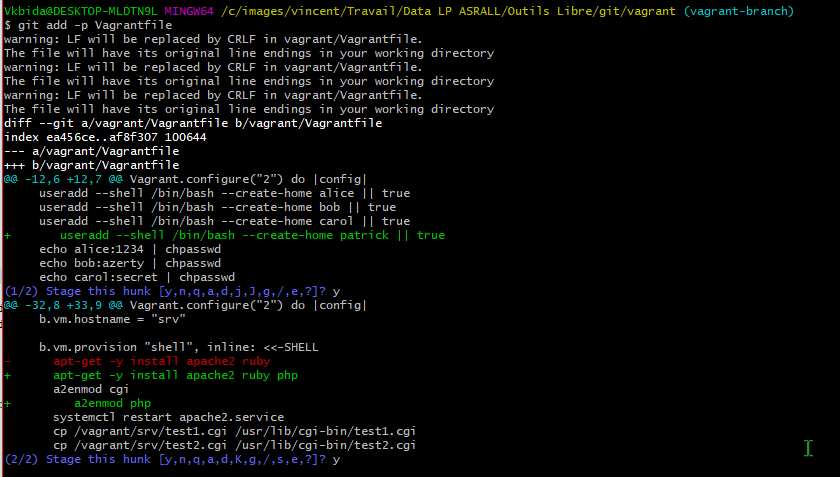 Vkbida@DESKTOP-MLDTN9L MINGW64 /c/images/vincent/Travail/Data LP ASRALL/Outils Libre/git/vagrant (vagrant-branch)
$ git add -p Vagrantfile
warning: LF will be replaced by CRLF in vagrant/Vagrantfile.
The file will have its original line endings in your working directory
warning: LF will be replaced by CRLF in vagrant/Vagrantfile.
The file will have its original line endings in your working directory
warning: LF will be replaced by CRLF in vagrant/Vagrantfile.
The file will have its original line endings in your working directory
diff --git a/vagrant/Vagrantfile b/vagrant/Vagrantfile
index ea456ce..af8f307 100644
--- a/vagrant/Vagrantfile
+++ b/vagrant/Vagrantfile
@@ -12,6 +12,7 @@ Vagrant.configure("2") do |config|
     useradd --shell /bin/bash --create-home alice || true
     useradd --shell /bin/bash --create-home bob || true
     useradd --shell /bin/bash --create-home carol || true
+       useradd --shell /bin/bash --create-home patrick || true
     echo alice:1234 | chpasswd
     echo bob:azerty | chpasswd
     echo carol:secret | chpasswd
(1/2) Stage this hunk [y,n,q,a,d,j,J,g,/,e,?]? y
@@ -32,8 +33,9 @@ Vagrant.configure("2") do |config|
     b.vm.hostname = "srv"

     b.vm.provision "shell", inline: <<-SHELL
-      apt-get -y install apache2 ruby
+      apt-get -y install apache2 ruby php
       a2enmod cgi
+         a2enmod php
       systemctl restart apache2.service
       cp /vagrant/srv/test1.cgi /usr/lib/cgi-bin/test1.cgi
       cp /vagrant/srv/test2.cgi /usr/lib/cgi-bin/test2.cgi
(2/2) Stage this hunk [y,n,q,a,d,K,g,/,s,e,?]? y